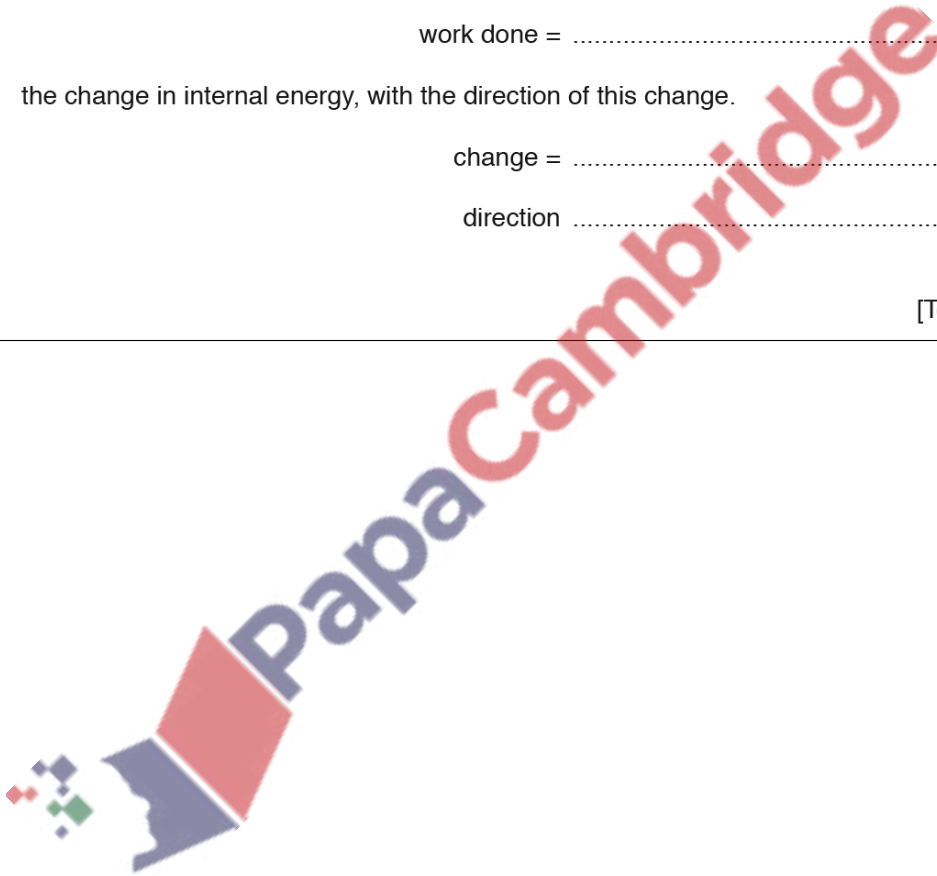 work done = ..................................................
the change in internal energy, with the direction of this change.
change = ..................................................
direction ..................................................
[T
PapaCambridge